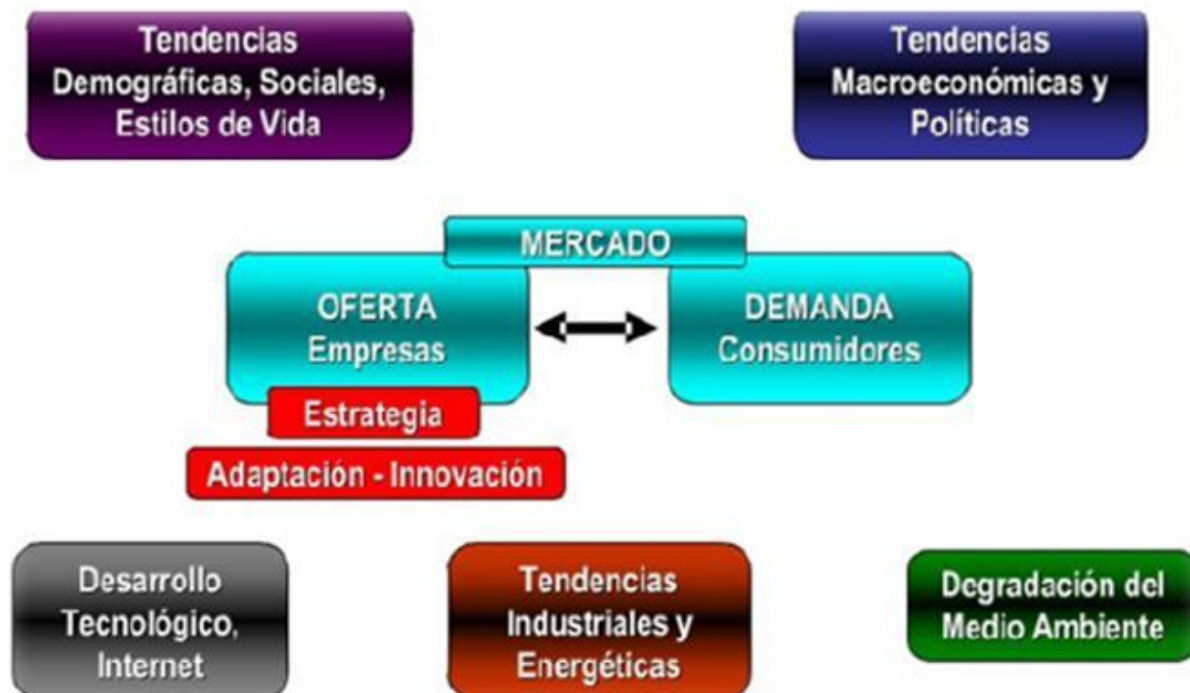 Tendencias
Demográficas, Sociales,
Estilos de Vida
Tendencias
Macroeconómicas y
Políticas
MERCADO
OFERTA
Empresas
DEMANDA
Consumidores
Estrategia
Adaptación - Innovación
Desarrollo
Tecnológico,
Internet
Tendencias
Industriales y
Energéticas
Degradación del
Medio Ambiente